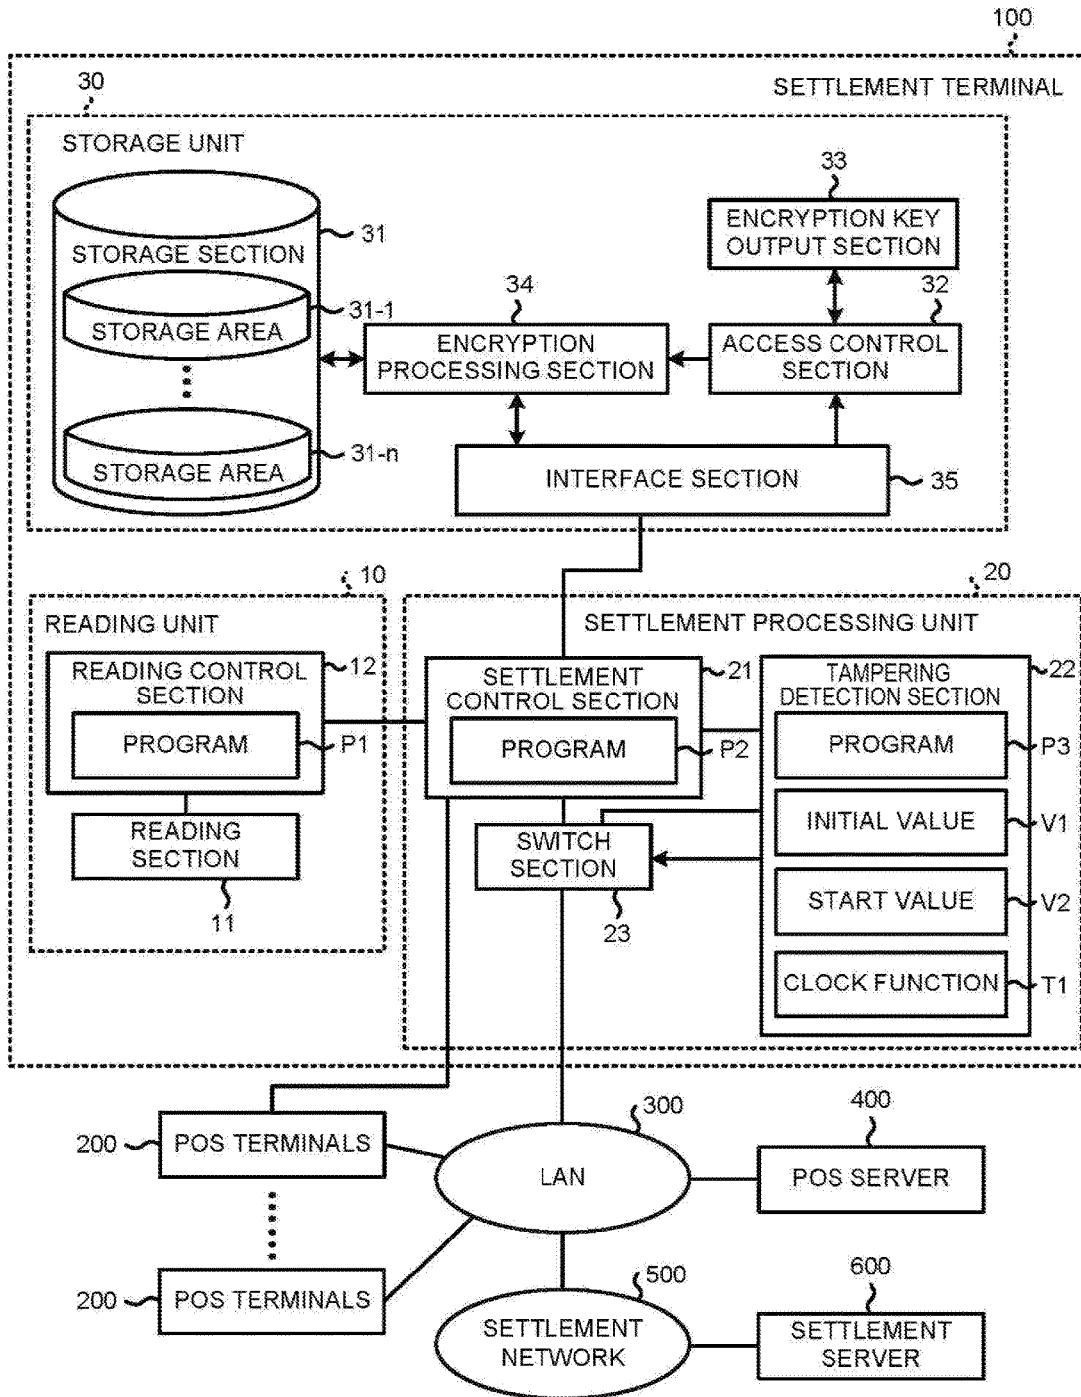 100
SETTLEMENT TERMINAL
30
STORAGE UNIT
33
ENCRYPTION KEY
OUTPUT SECTION
STORAGE SECTION
31
31-1
STORAGE AREA
34
ENCRYPTION
PROCESSING SECTION
32
ACCESS CONTROL
SECTION
STORAGE AREA
31-n
INTERFACE SECTION
35
10
READING UNIT
READING CONTROL
SECTION
12
PROGRAM
P1
READING
SECTION
11
20
SETTLEMENT PROCESSING UNIT
SETTLEMENT
CONTROL SECTION
21
PROGRAM
P2
SWITCH
SECTION
23
TAMPERING
DETECTION SECTION
22
PROGRAM
P3
INITIAL VALUE
V1
START VALUE
V2
CLOCK FUNCTION
T1
200
POS TERMINALS
300
LAN
400
POS SERVER
200
POS TERMINALS
500
SETTLEMENT
NETWORK
600
SETTLEMENT
SERVER